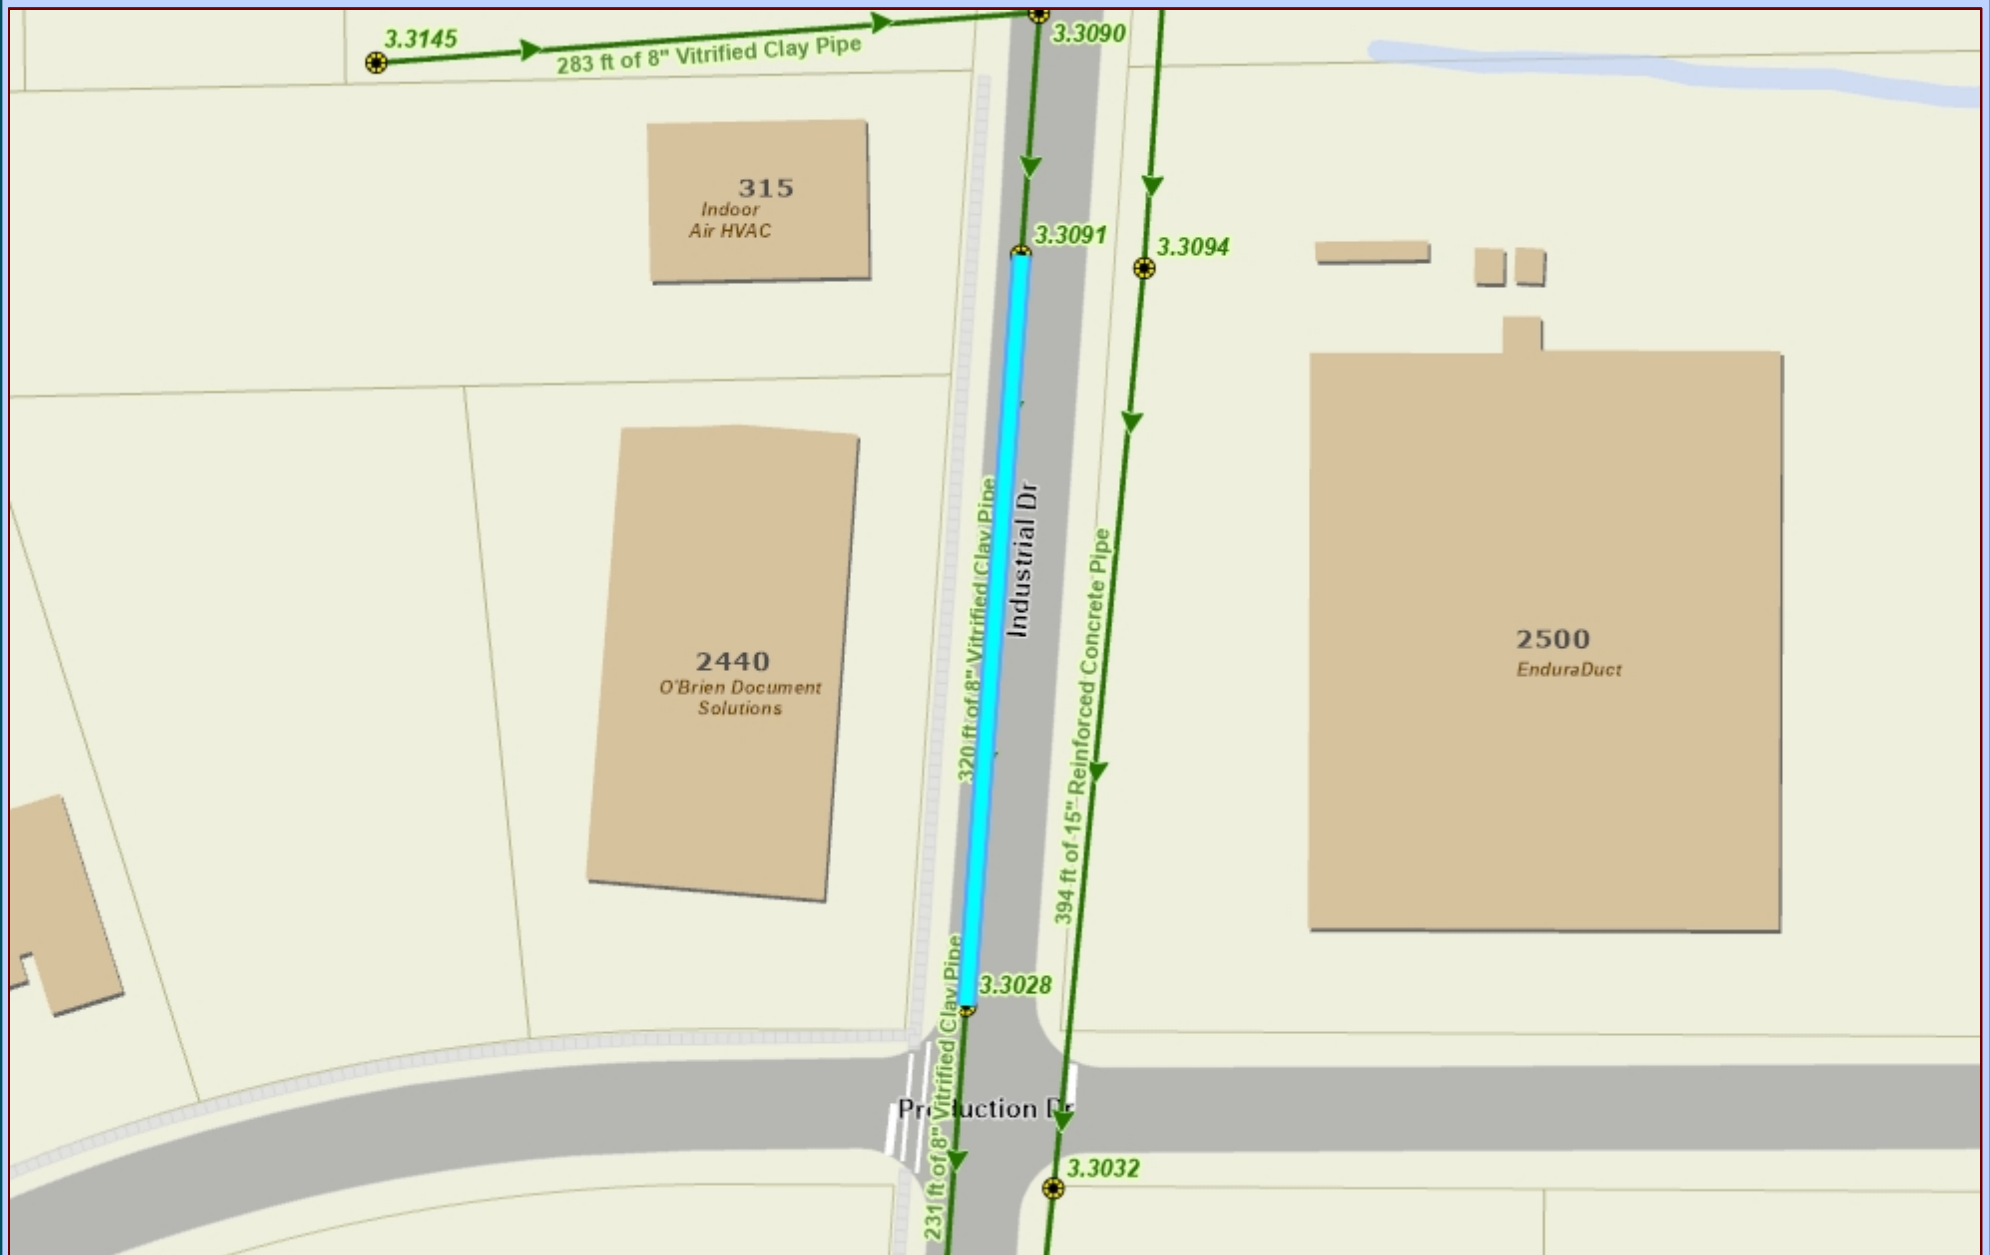 3.3145
3.3090
283 ft of 8" Vitrified Clay Pipe
315
Indoor
Air HVAC
3.3091
3.3094
320 ft of 8" Vitrified Clay Pipe
Industrial Dr
394 ft of 15" Reinforced Concrete Pipe
2500
EnduraDuct
2440
O'Brien Document
Solutions
3.3028
231 ft of 8" Vitrified Clay Pipe
Production Dr
3.3032